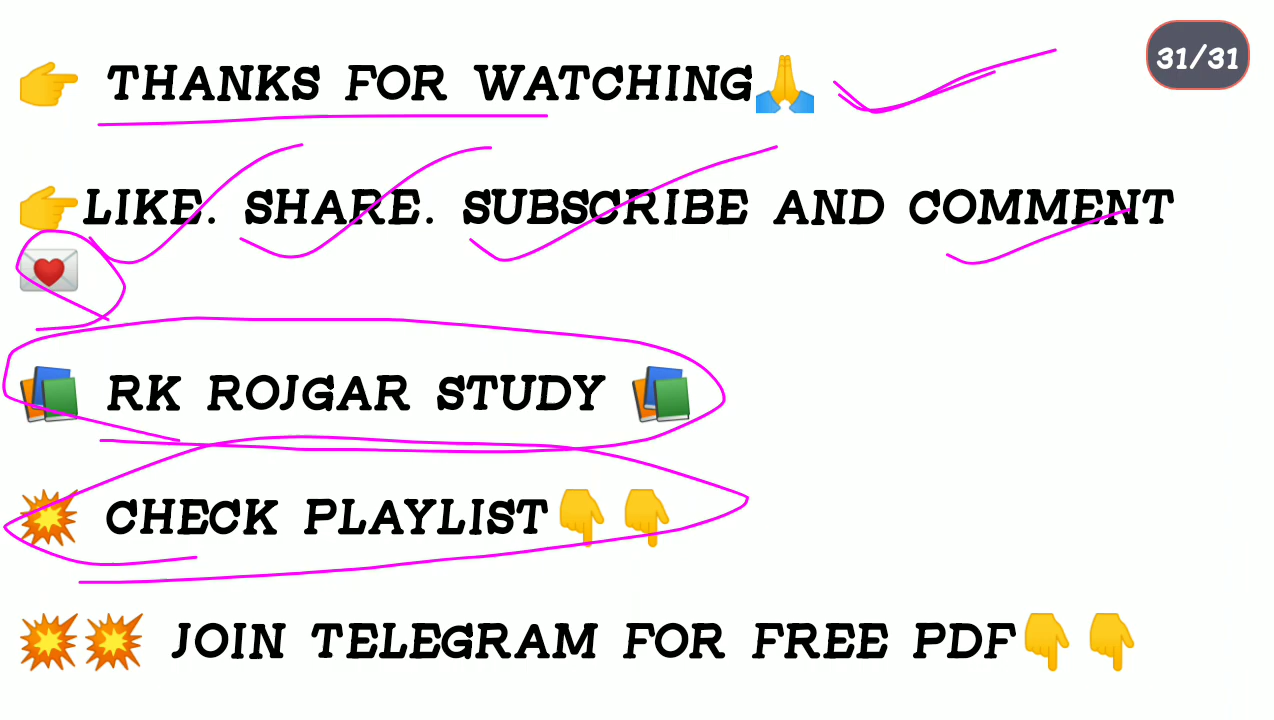 31/31
👉 THANKS FOR WATCHING🙏
👉LIKE. SHARE. SUBSCRIBE AND COMMENT
💌
📚 RK ROJGAR STUDY 📚
💥 CHECK PLAYLIST👇👇
💥💥 JOIN TELEGRAM FOR FREE PDF👇👇